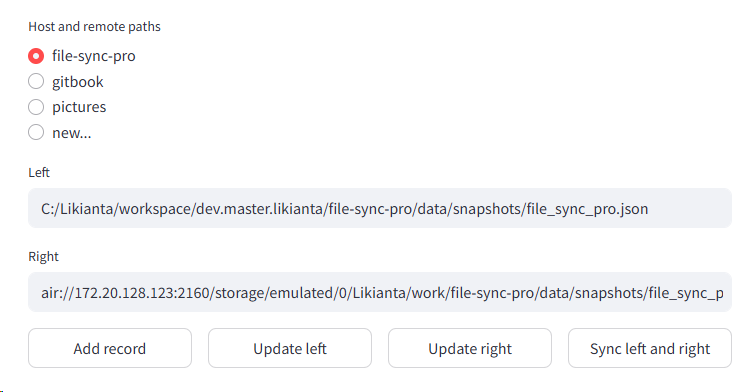 Host and remote paths
file-sync-pro
gitbook
pictures
new...
Left
C:/Likianta/workspace/dev.master.likianta/file-sync-pro/data/snapshots/file_sync_pro.json
Right
air://172.20.128.123:2160/storage/emulated/0/Likianta/work/file-sync-pro/data/snapshots/file_sync_p
Add record Update left Update right Sync left and right